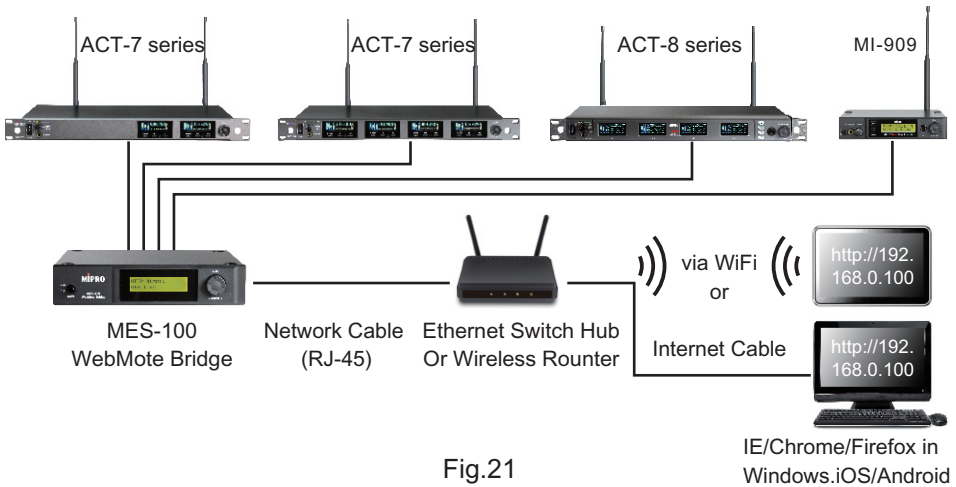 ACT-7 series
ACT-7 series
ACT-8 series
MI-909
MIPRO
MES-100
WebMote Bridge
Network Cable
(RJ-45)
Ethernet Switch Hub
Or Wireless Rounter
via WiFi
or
http://192.
168.0.100
Internet Cable
http://192.
168.0.100
IE/Chrome/Firefox in
Windows.iOS/Android
Fig.21